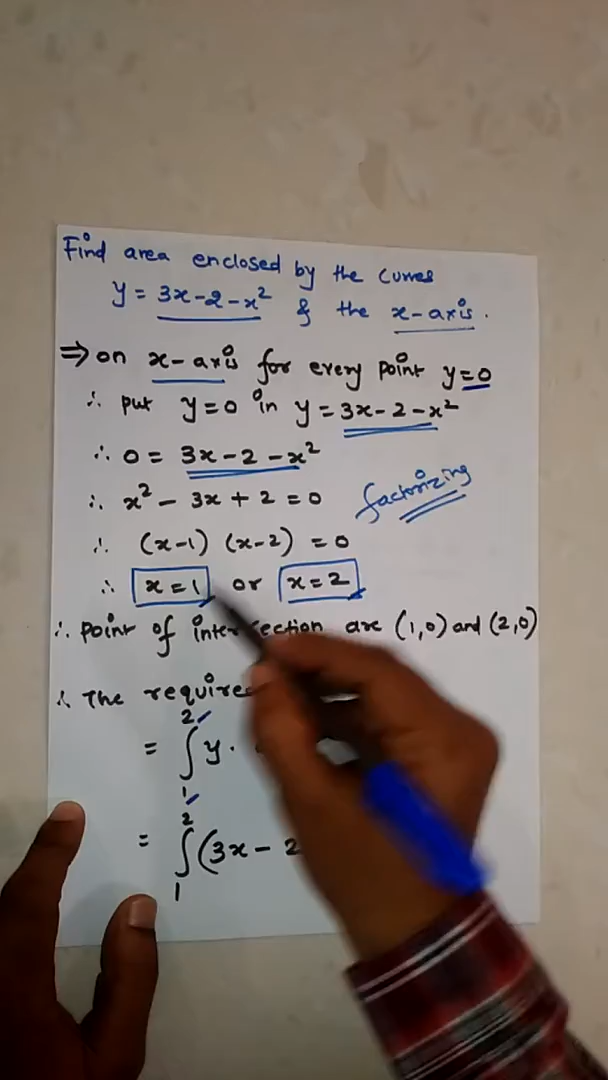 Find area enclosed by the curves
y = 3x-2-x² & the x-axis.
⇒ on x-axis for every point y=0
∴ put y=0 in y = 3x-2-x²
∴ 0 = 3x-2-x²
∴ x² - 3x + 2 = 0 factorizing
∴ (x-1) (x-2) = 0
∴ x=1 or x=2
∴ point of intersection are (1,0) and (2,0)
∴ The
= ∫₁² y.
= ∫₁² (3x - 2